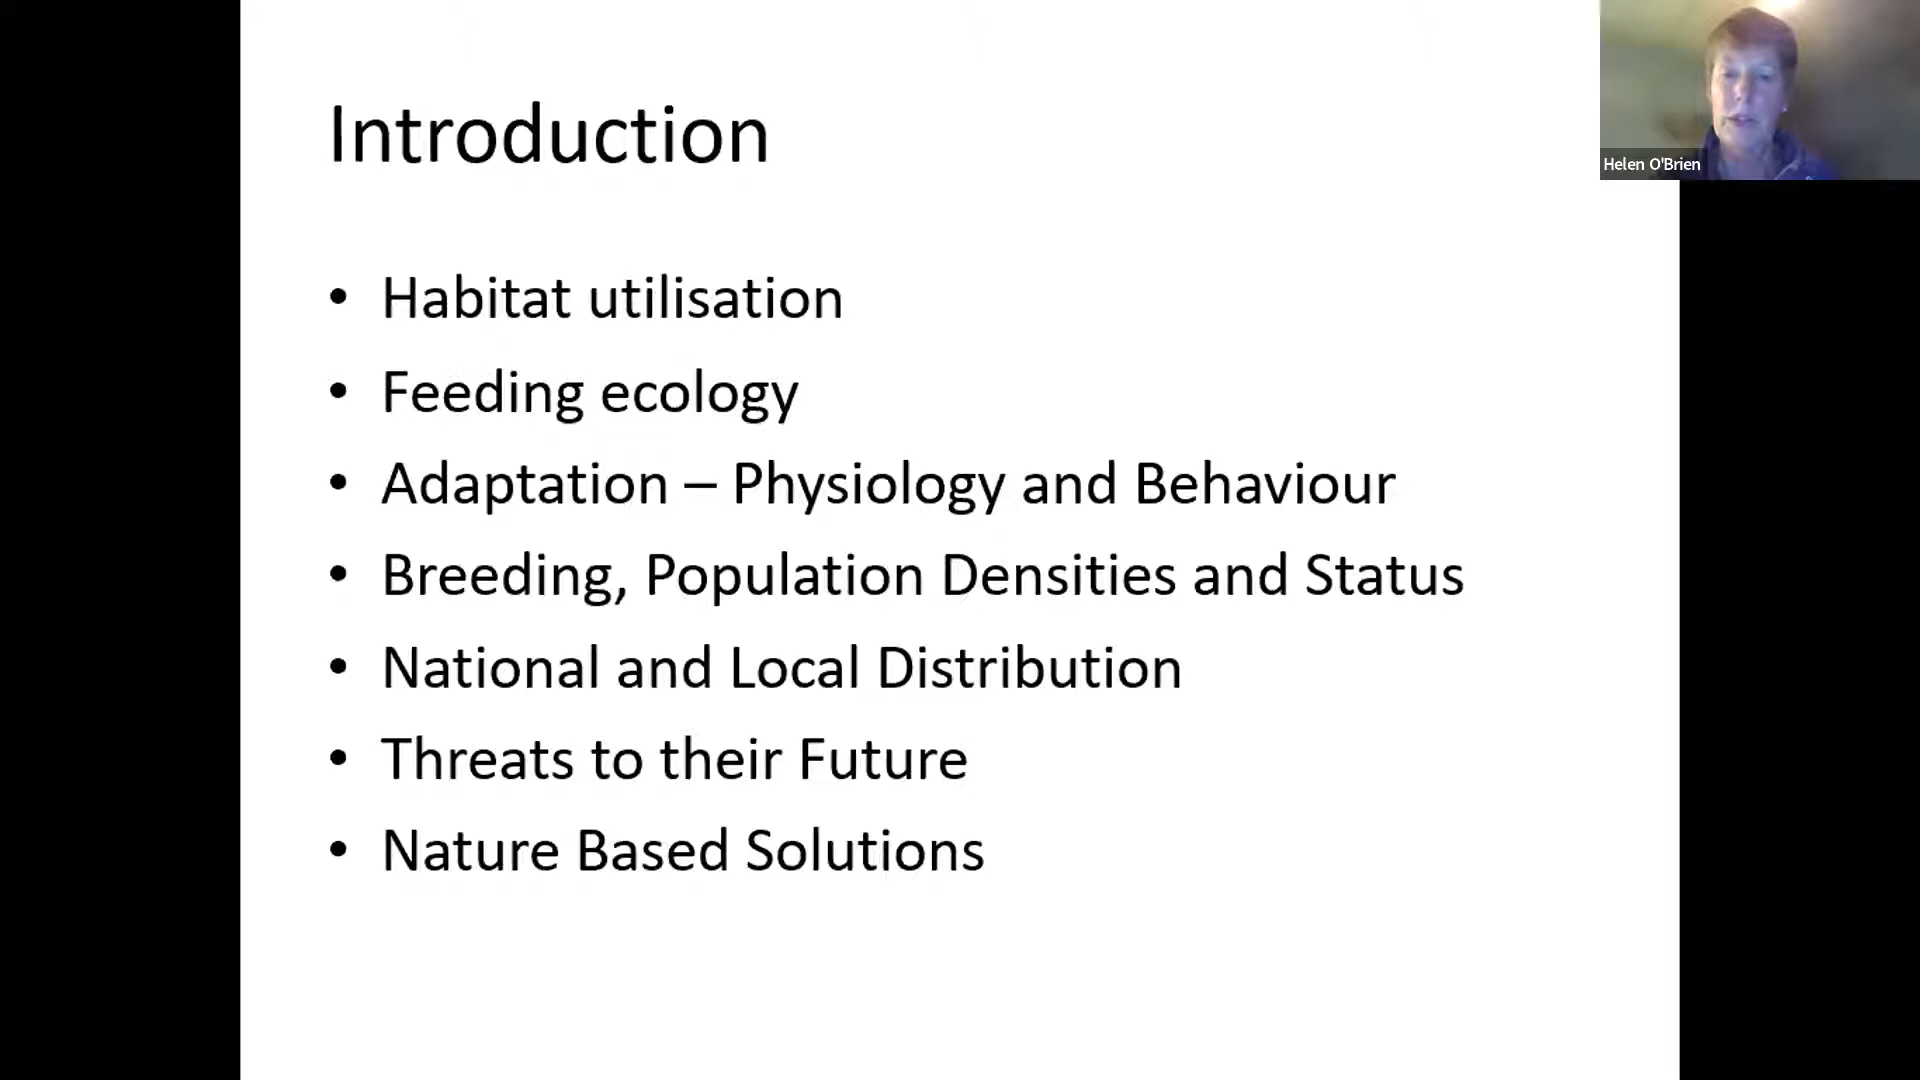 Introduction
• Habitat utilisation
• Feeding ecology
• Adaptation – Physiology and Behaviour
• Breeding, Population Densities and Status
• National and Local Distribution
• Threats to their Future
• Nature Based Solutions
Helen O'Brien